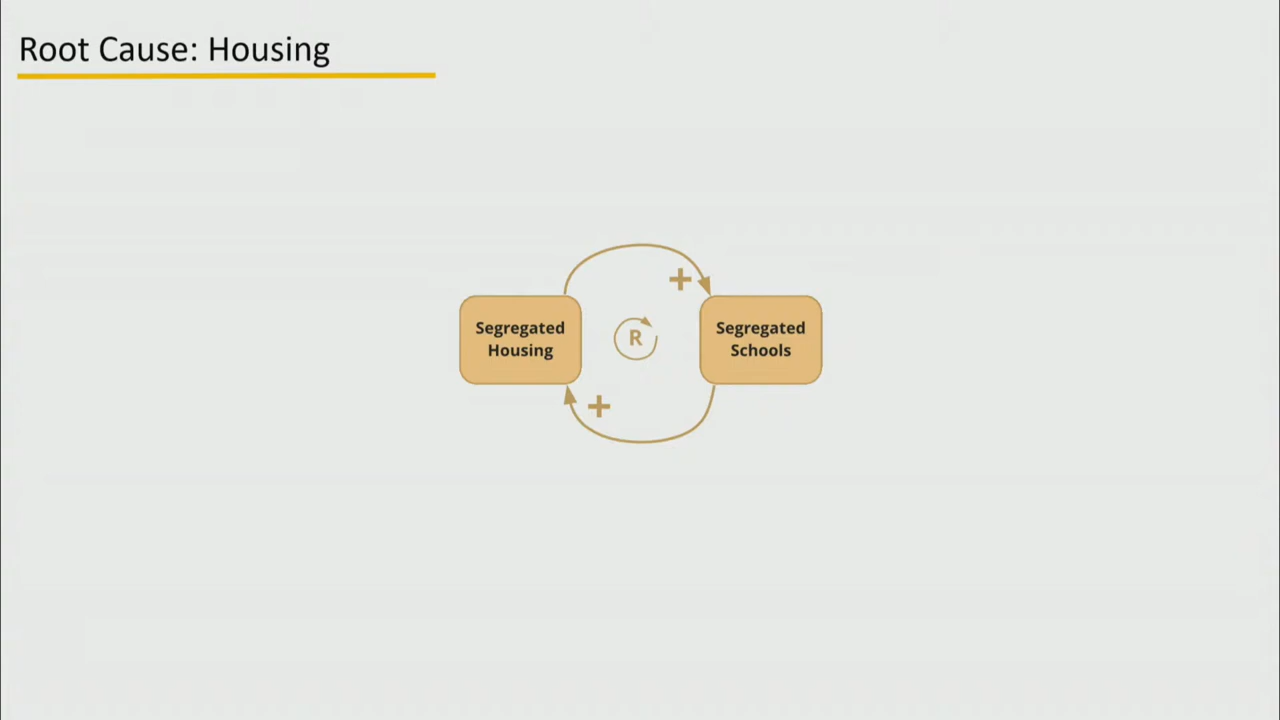 Root Cause: Housing
+
Segregated
Housing
R
Segregated
Schools
+